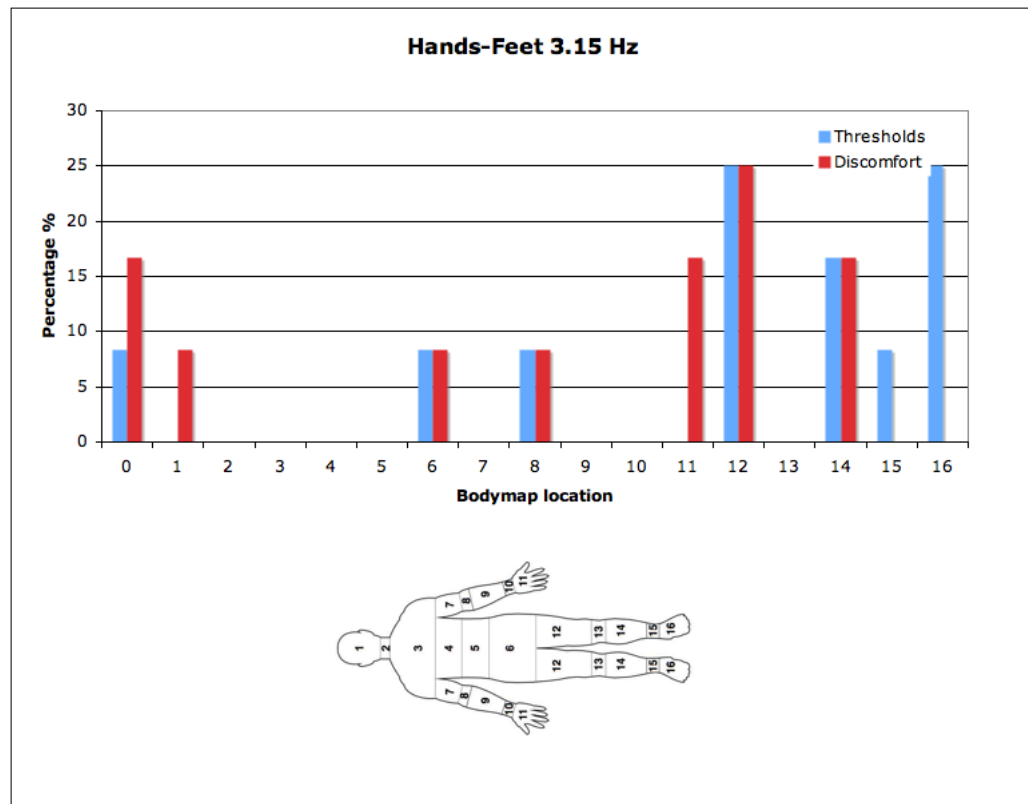 Hands-Feet 3.15 Hz
30
25
20
15
10
5
0
Percentage %
Thresholds
Discomfort
0 1 2 3 4 5 6 7 8 9 10 11 12 13 14 15 16
Bodymap location
11
10
9
8
7
1 2 3 4 5 6 12 13 14 15 16
12 13 14 15 16
7
8
9
10
11